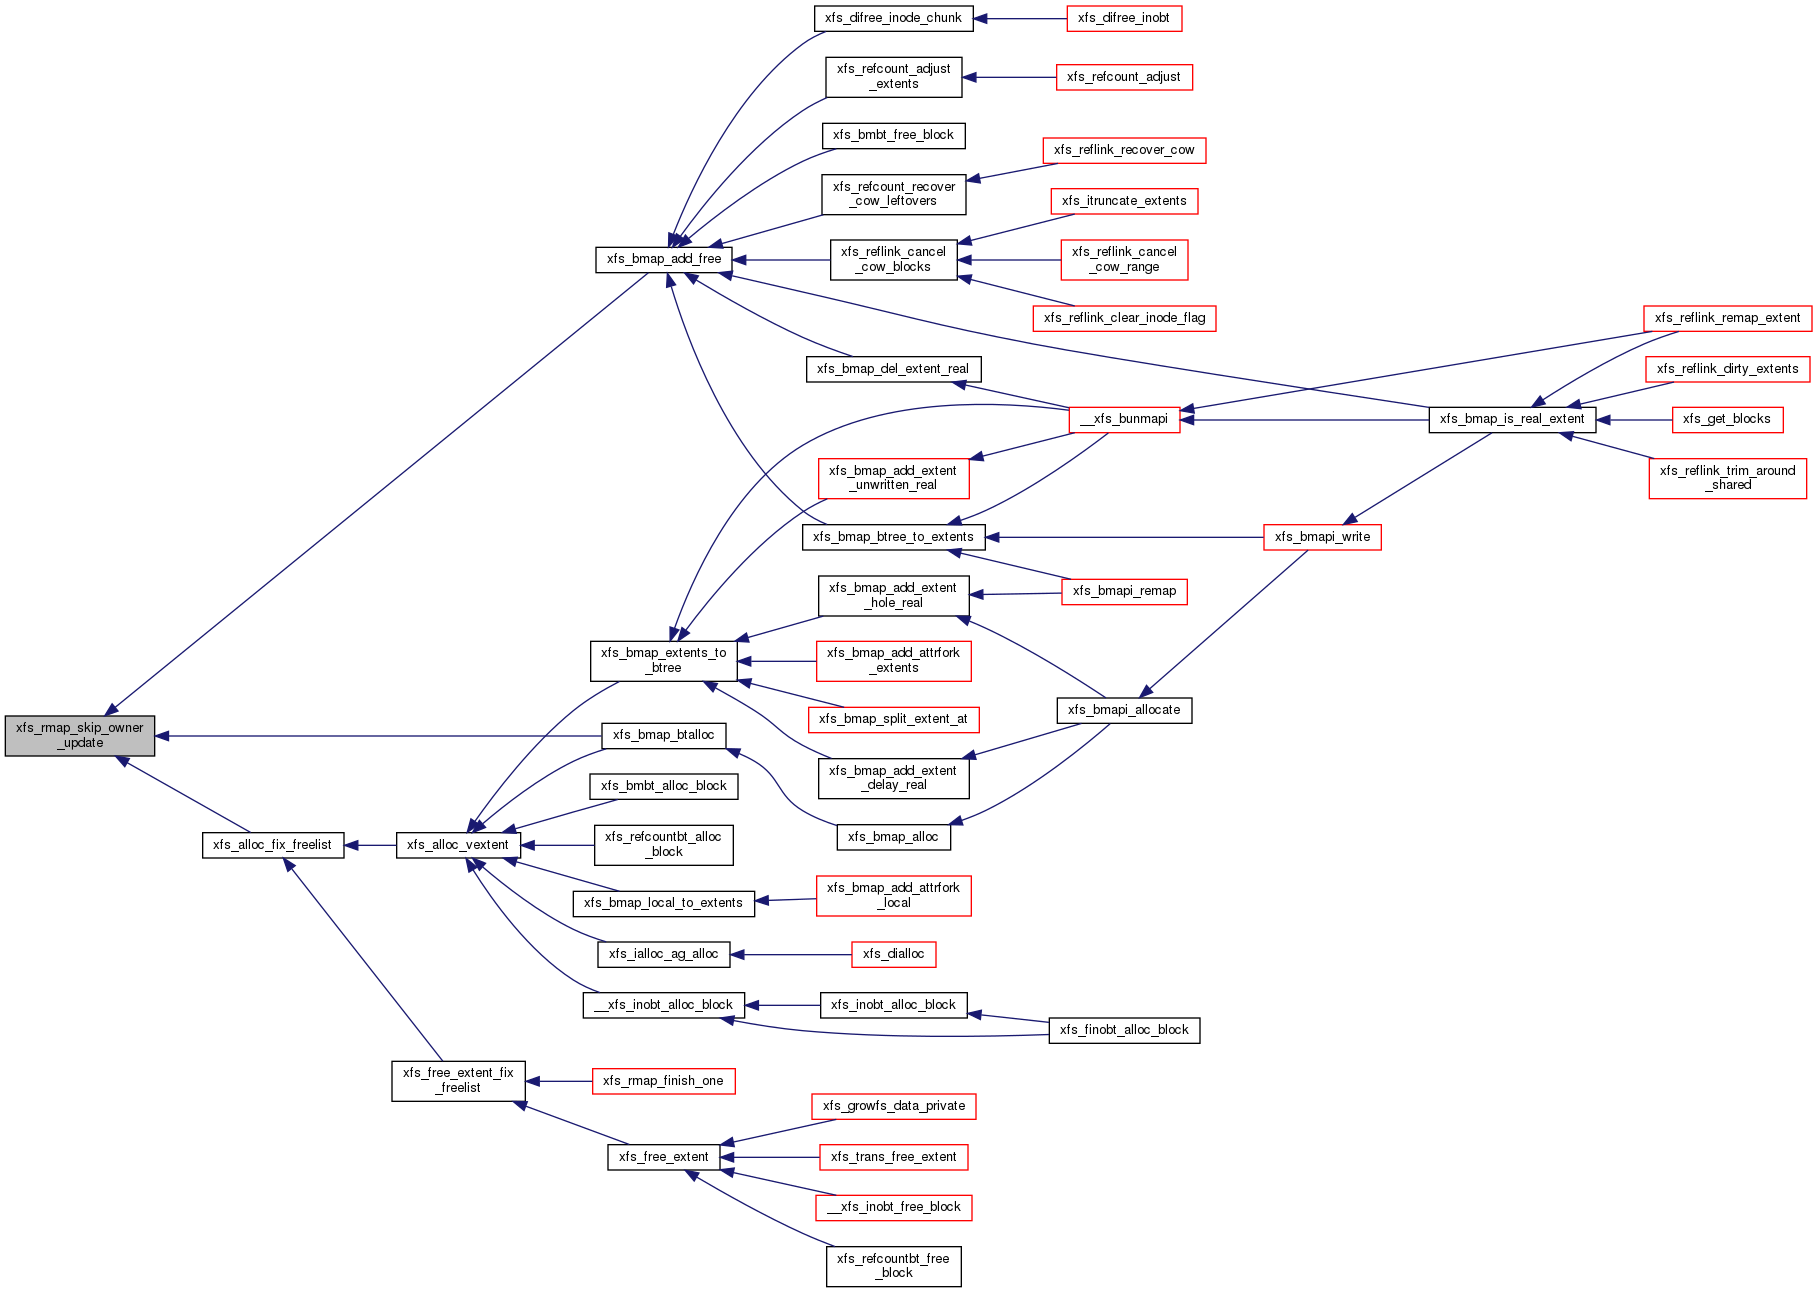 xfs_difree_inode_chunk
xfs_difree_inobt
xfs_refcount_adjust
_extents
xfs_refcount_adjust
xfs_bmbt_free_block
xfs_reflink_recover_cow
xfs_refcount_recover
_cow_leftovers
xfs_itruncate_extents
xfs_bmap_add_free
xfs_reflink_cancel
_cow_blocks
xfs_reflink_cancel
_cow_range
xfs_reflink_clear_inode_flag
xfs_reflink_remap_extent
xfs_bmap_del_extent_real
xfs_reflink_dirty_extents
__xfs_bunmapi
xfs_bmap_is_real_extent
xfs_get_blocks
xfs_bmap_add_extent
_unwritten_real
xfs_reflink_trim_around
_shared
xfs_bmap_btree_to_extents
xfs_bmapi_write
xfs_bmap_add_extent
_hole_real
xfs_bmapi_remap
xfs_bmap_extents_to
_btree
xfs_bmap_add_attrfork
_extents
xfs_bmapi_allocate
xfs_bmap_split_extent_at
xfs_rmap_skip_owner
_update
xfs_bmap_btalloc
xfs_bmap_add_extent
_delay_real
xfs_bmbt_alloc_block
xfs_alloc_fix_freelist
xfs_alloc_vextent
xfs_refcountbt_alloc
_block
xfs_bmap_alloc
xfs_bmap_local_to_extents
xfs_bmap_add_attrfork
_local
xfs_ialloc_ag_alloc
xfs_dialloc
__xfs_inobt_alloc_block
xfs_inobt_alloc_block
xfs_finobt_alloc_block
xfs_free_extent_fix
_freelist
xfs_rmap_finish_one
xfs_growfs_data_private
xfs_free_extent
xfs_trans_free_extent
__xfs_inobt_free_block
xfs_refcountbt_free
_block